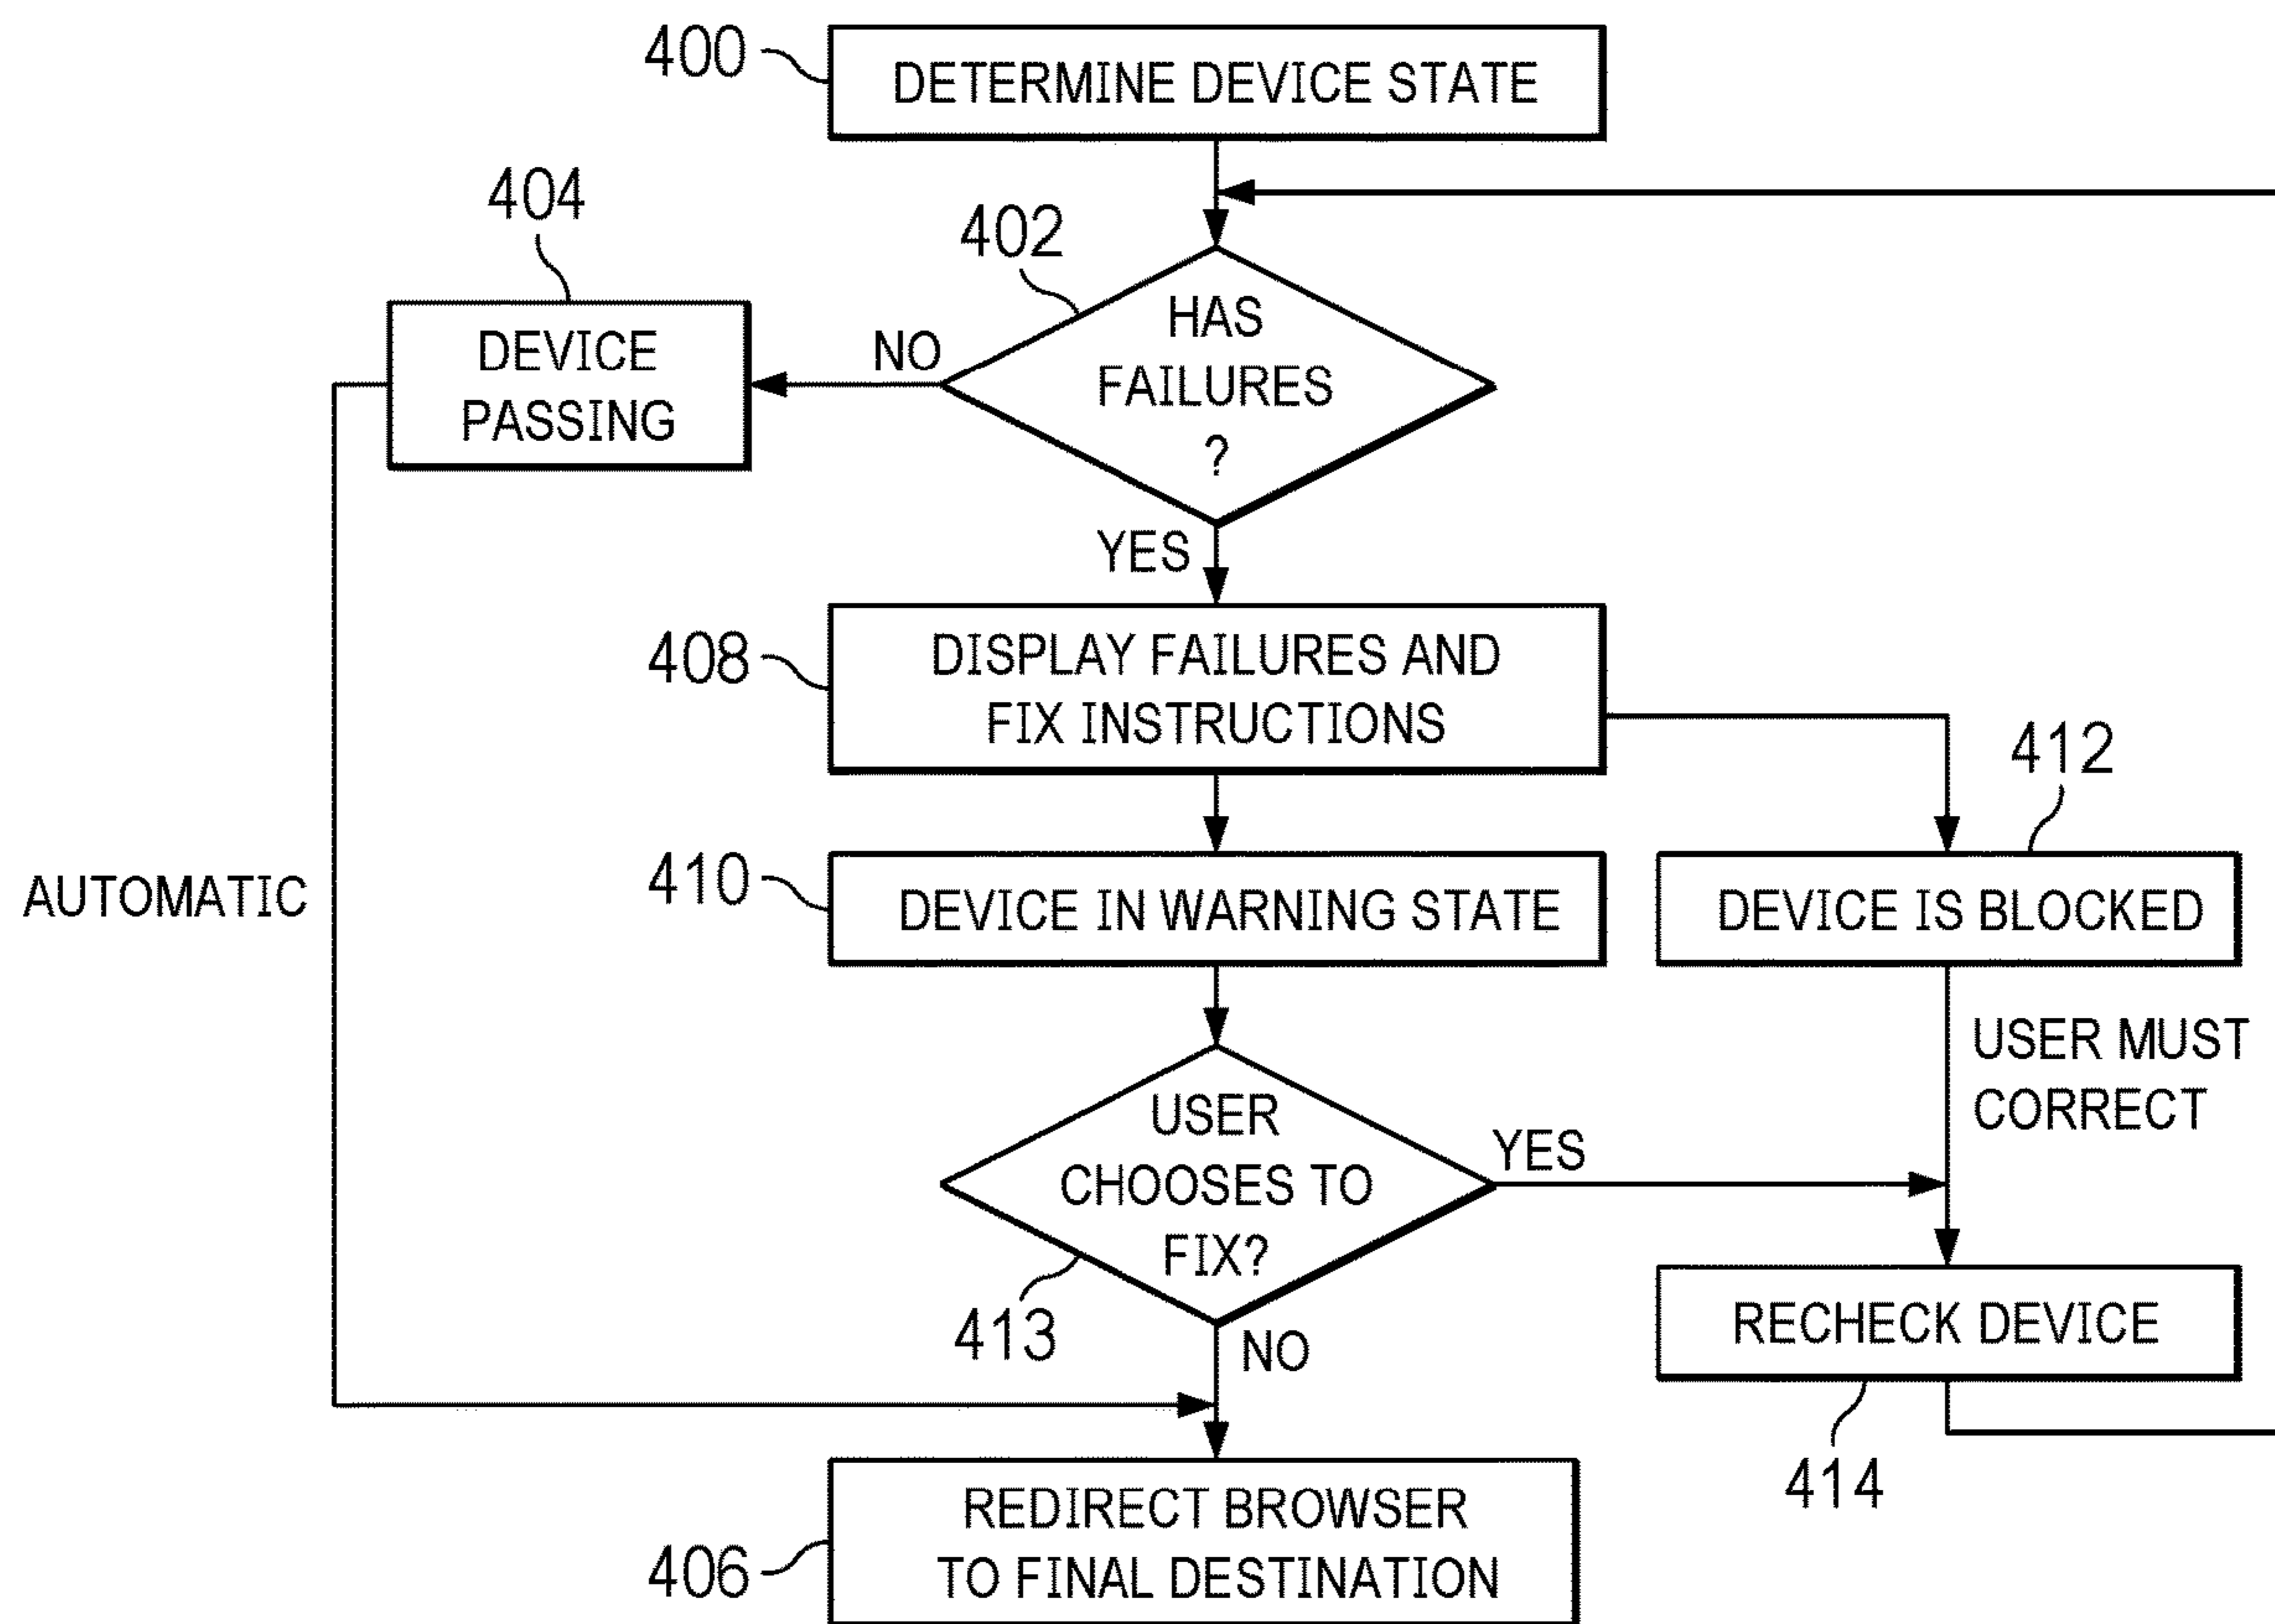 400
DETERMINE DEVICE STATE
404
402
HAS
FAILURES
?
DEVICE
PASSING
NO
YES
408
DISPLAY FAILURES AND
FIX INSTRUCTIONS
412
410
DEVICE IN WARNING STATE
DEVICE IS BLOCKED
AUTOMATIC
USER MUST
CORRECT
USER
CHOOSES TO
FIX?
YES
413
NO
RECHECK DEVICE
414
406
REDIRECT BROWSER
TO FINAL DESTINATION